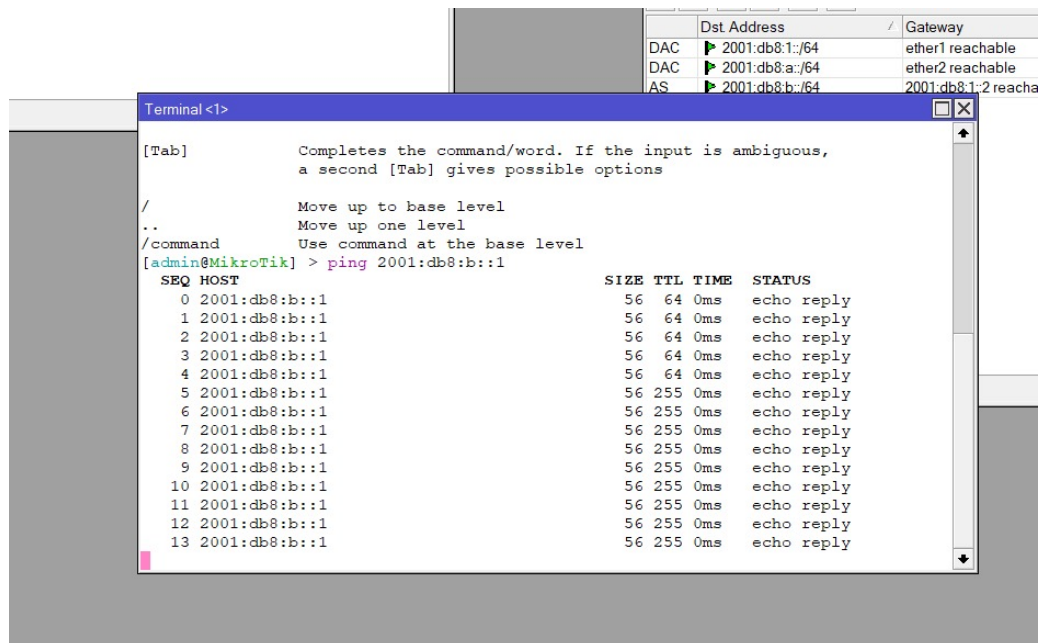 Dst. Address / Gateway
DAC 2001:db8:1::/64 ether1 reachable
DAC 2001:db8:a::/64 ether2 reachable
AS 2001:db8:b::/64 2001:db8:1::2 reacha
Terminal <1>
[Tab] Completes the command/word. If the input is ambiguous,
a second [Tab] gives possible options
/ Move up to base level
.. Move up one level
/command Use command at the base level
[admin@MikroTik] > ping 2001:db8:b::1
SEQ HOST SIZE TTL TIME STATUS
0 2001:db8:b::1 56 64 0ms echo reply
1 2001:db8:b::1 56 64 0ms echo reply
2 2001:db8:b::1 56 64 0ms echo reply
3 2001:db8:b::1 56 64 0ms echo reply
4 2001:db8:b::1 56 64 0ms echo reply
5 2001:db8:b::1 56 255 0ms echo reply
6 2001:db8:b::1 56 255 0ms echo reply
7 2001:db8:b::1 56 255 0ms echo reply
8 2001:db8:b::1 56 255 0ms echo reply
9 2001:db8:b::1 56 255 0ms echo reply
10 2001:db8:b::1 56 255 0ms echo reply
11 2001:db8:b::1 56 255 0ms echo reply
12 2001:db8:b::1 56 255 0ms echo reply
13 2001:db8:b::1 56 255 0ms echo reply